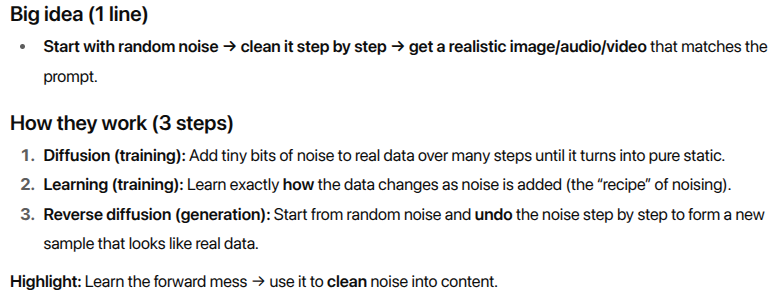 Big idea (1 line)
• Start with random noise → clean it step by step → get a realistic image/audio/video that matches the
prompt.
How they work (3 steps)
1. Diffusion (training): Add tiny bits of noise to real data over many steps until it turns into pure static.
2. Learning (training): Learn exactly how the data changes as noise is added (the “recipe” of noising).
3. Reverse diffusion (generation): Start from random noise and undo the noise step by step to form a new
sample that looks like real data.
Highlight: Learn the forward mess → use it to clean noise into content.